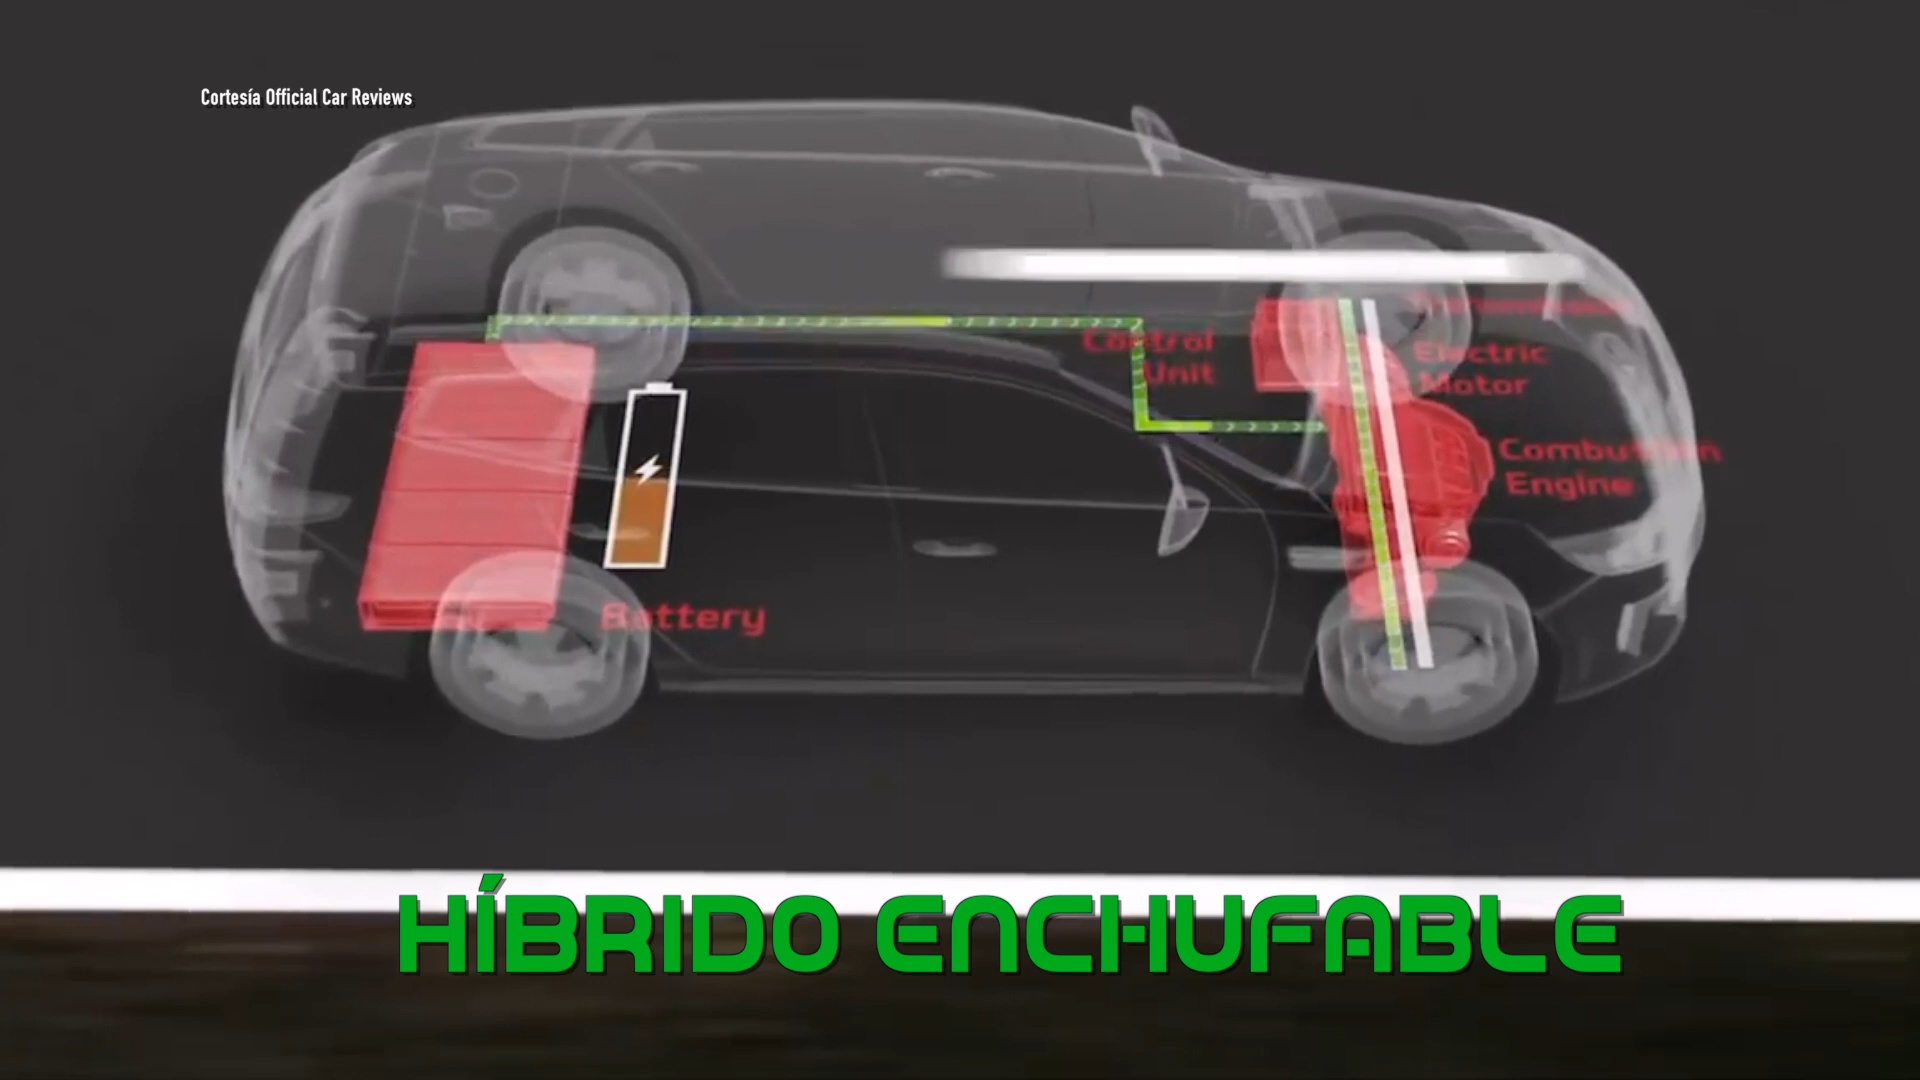 Cortesía Official Car Reviews
Control
Unit
Electric
Motor
Combustion
Engine
Battery
HÍBRIDO ENCHUFABLE